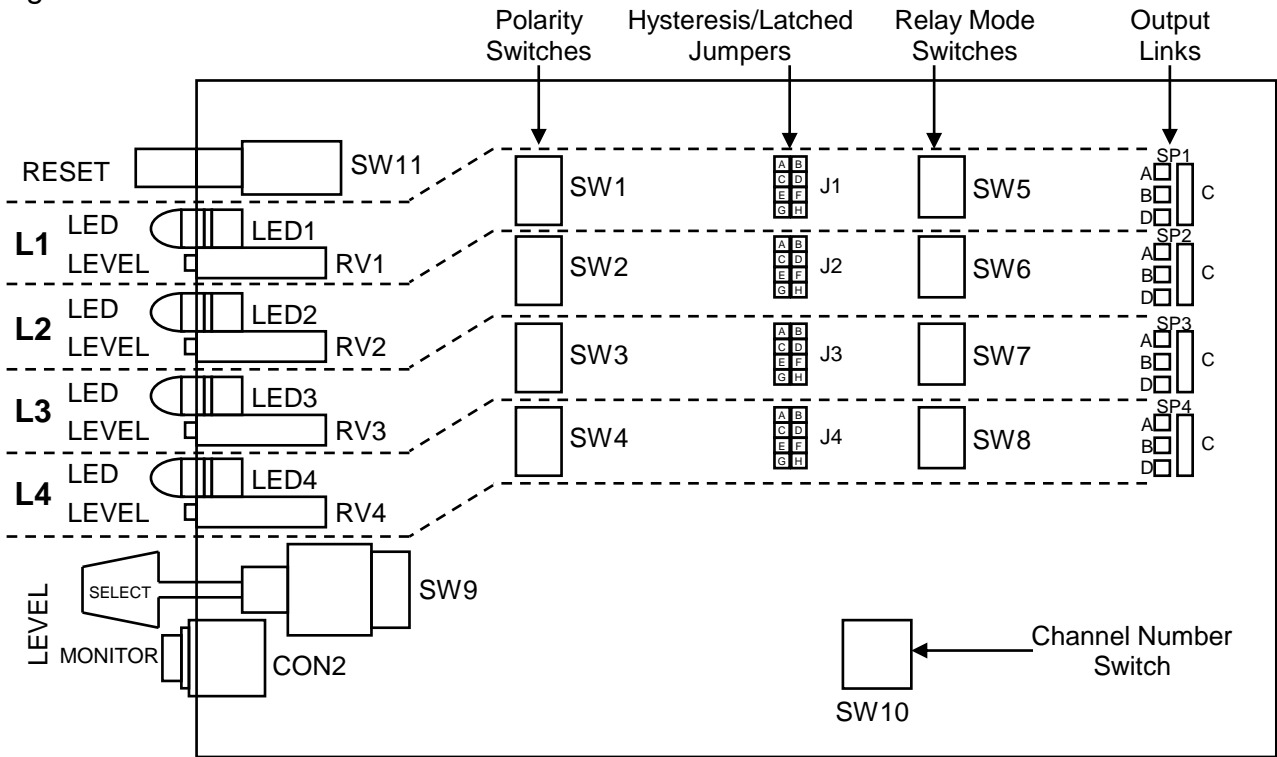 Polarity
Switches
Hysteresis/Latched
Jumpers
Relay Mode
Switches
Output
Links
RESET
SW11
L1
LED
LED1
LEVEL
RV1
SW1
A B
C D
E F
G H
J1
SW5
SP1
A
B
D
C
L2
LED
LED2
LEVEL
RV2
SW2
A B
C D
E F
G H
J2
SW6
SP2
A
B
D
C
L3
LED
LED3
LEVEL
RV3
SW3
A B
C D
E F
G H
J3
SW7
SP3
A
B
D
C
L4
LED
LED4
LEVEL
RV4
SW4
A B
C D
E F
G H
J4
SW8
SP4
A
B
D
C
LEVEL
SELECT
SW9
MONITOR
CON2
Channel Number
Switch
SW10